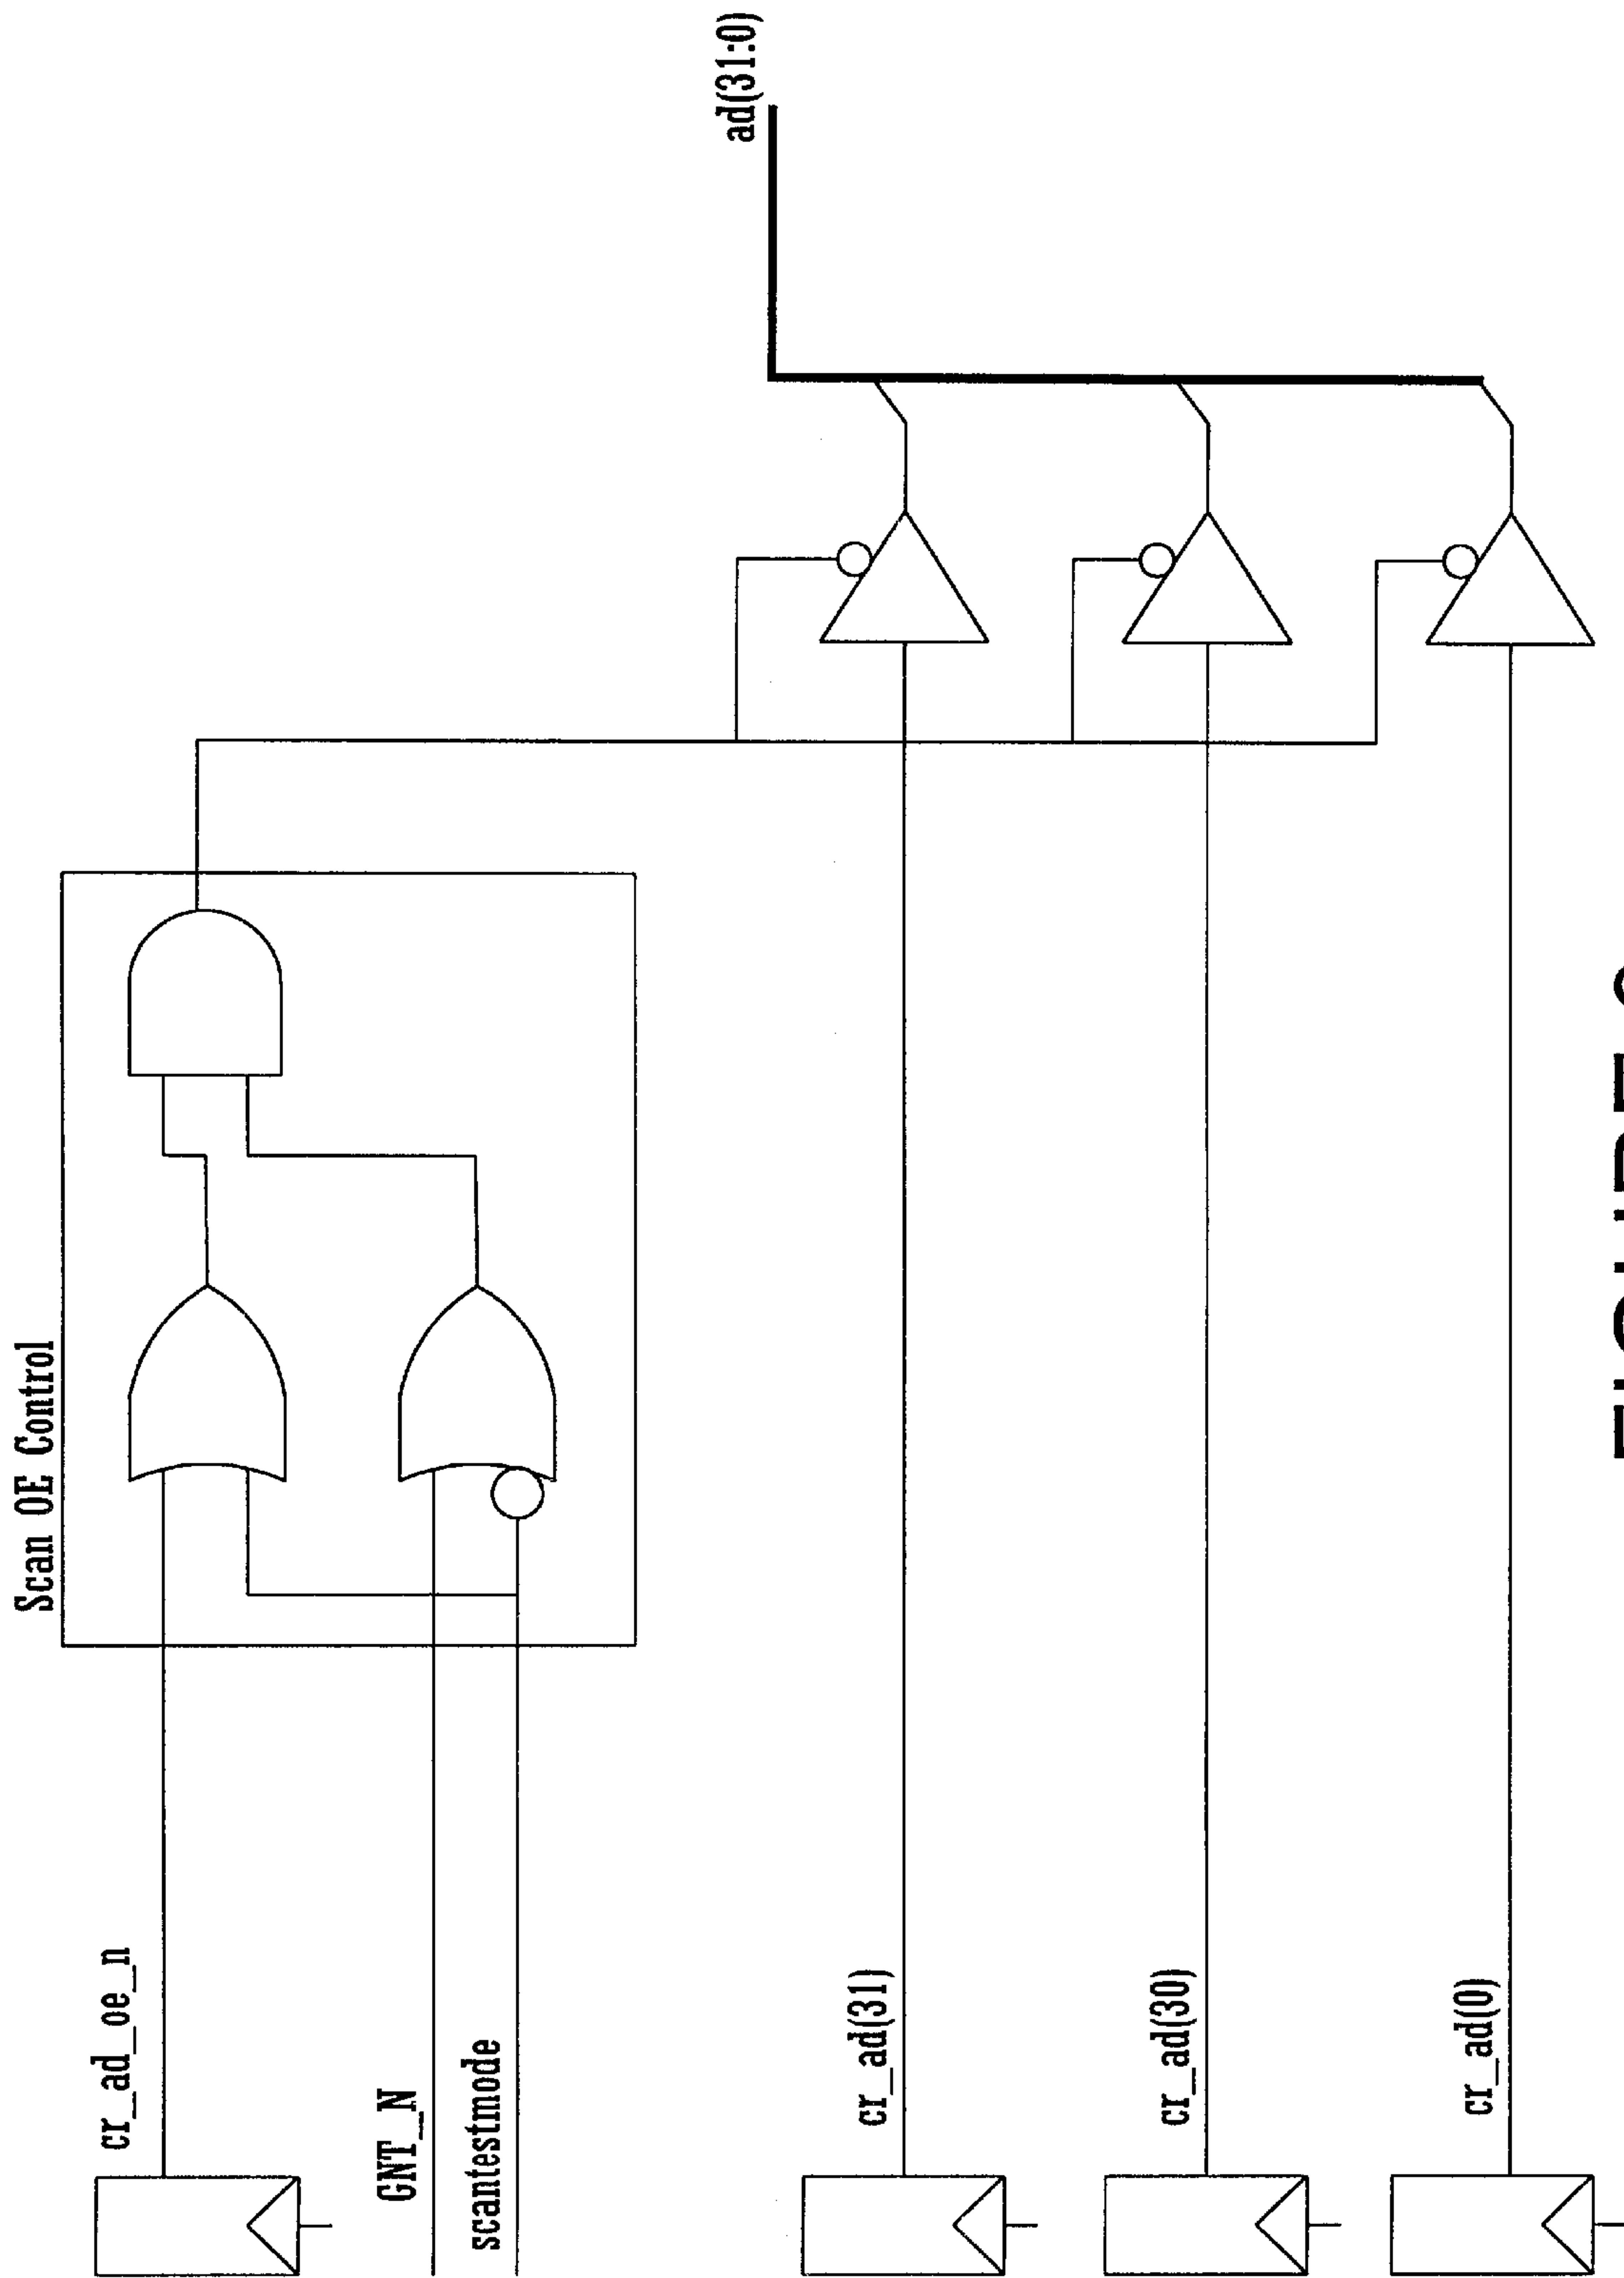 Scan OE Control
cr_ad_oe_n
GNT_N
scantestmode
ad(31:0)
cr_ad(31)
cr_ad(30)
cr_ad(0)